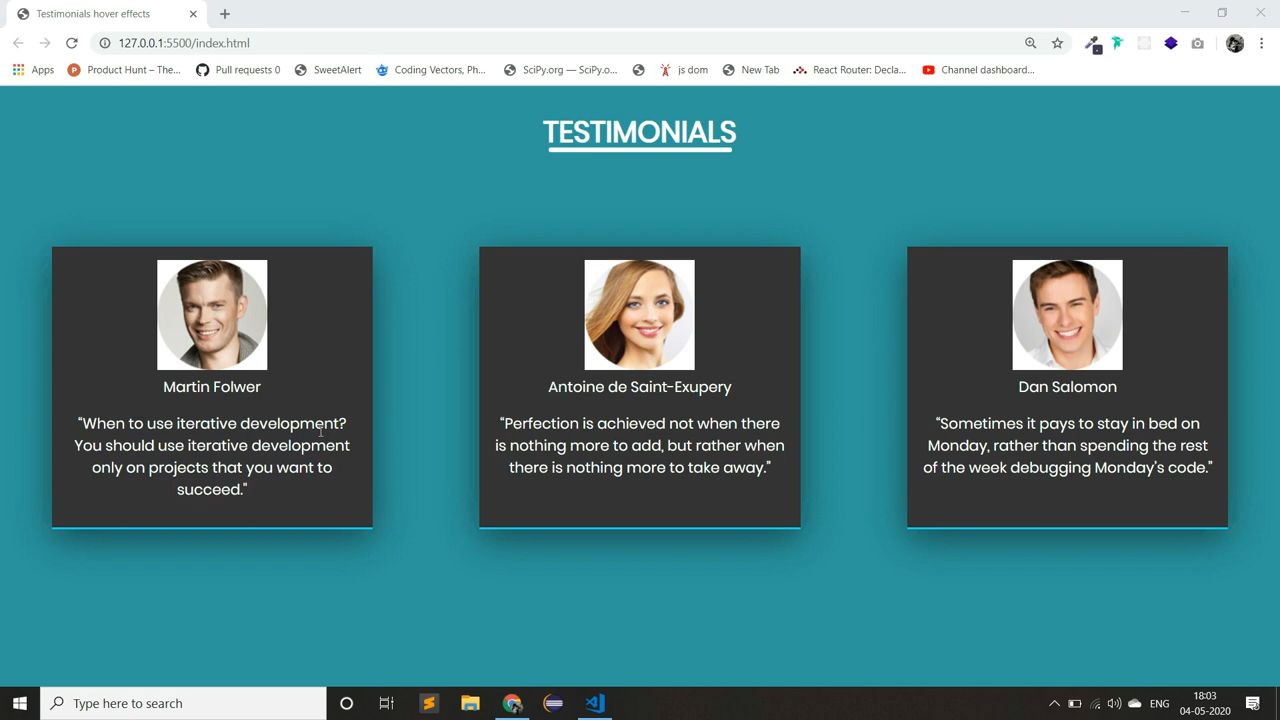 Testimonials hover effects
127.0.0.1:5500/index.html
Apps Product Hunt – The... Pull requests 0 SweetAlert Coding Vectors, Ph... SciPy.org — SciPy.o... js dom New Tab React Router: Decla... Channel dashboard...
TESTIMONIALS
Martin Folwer
“When to use iterative development?
You should use iterative development
only on projects that you want to
succeed.”
Antoine de Saint-Exupery
“Perfection is achieved not when there
is nothing more to add, but rather when
there is nothing more to take away.”
Dan Salomon
“Sometimes it pays to stay in bed on
Monday, rather than spending the rest
of the week debugging Monday’s code.”
Type here to search
ENG
18:03
04-05-2020